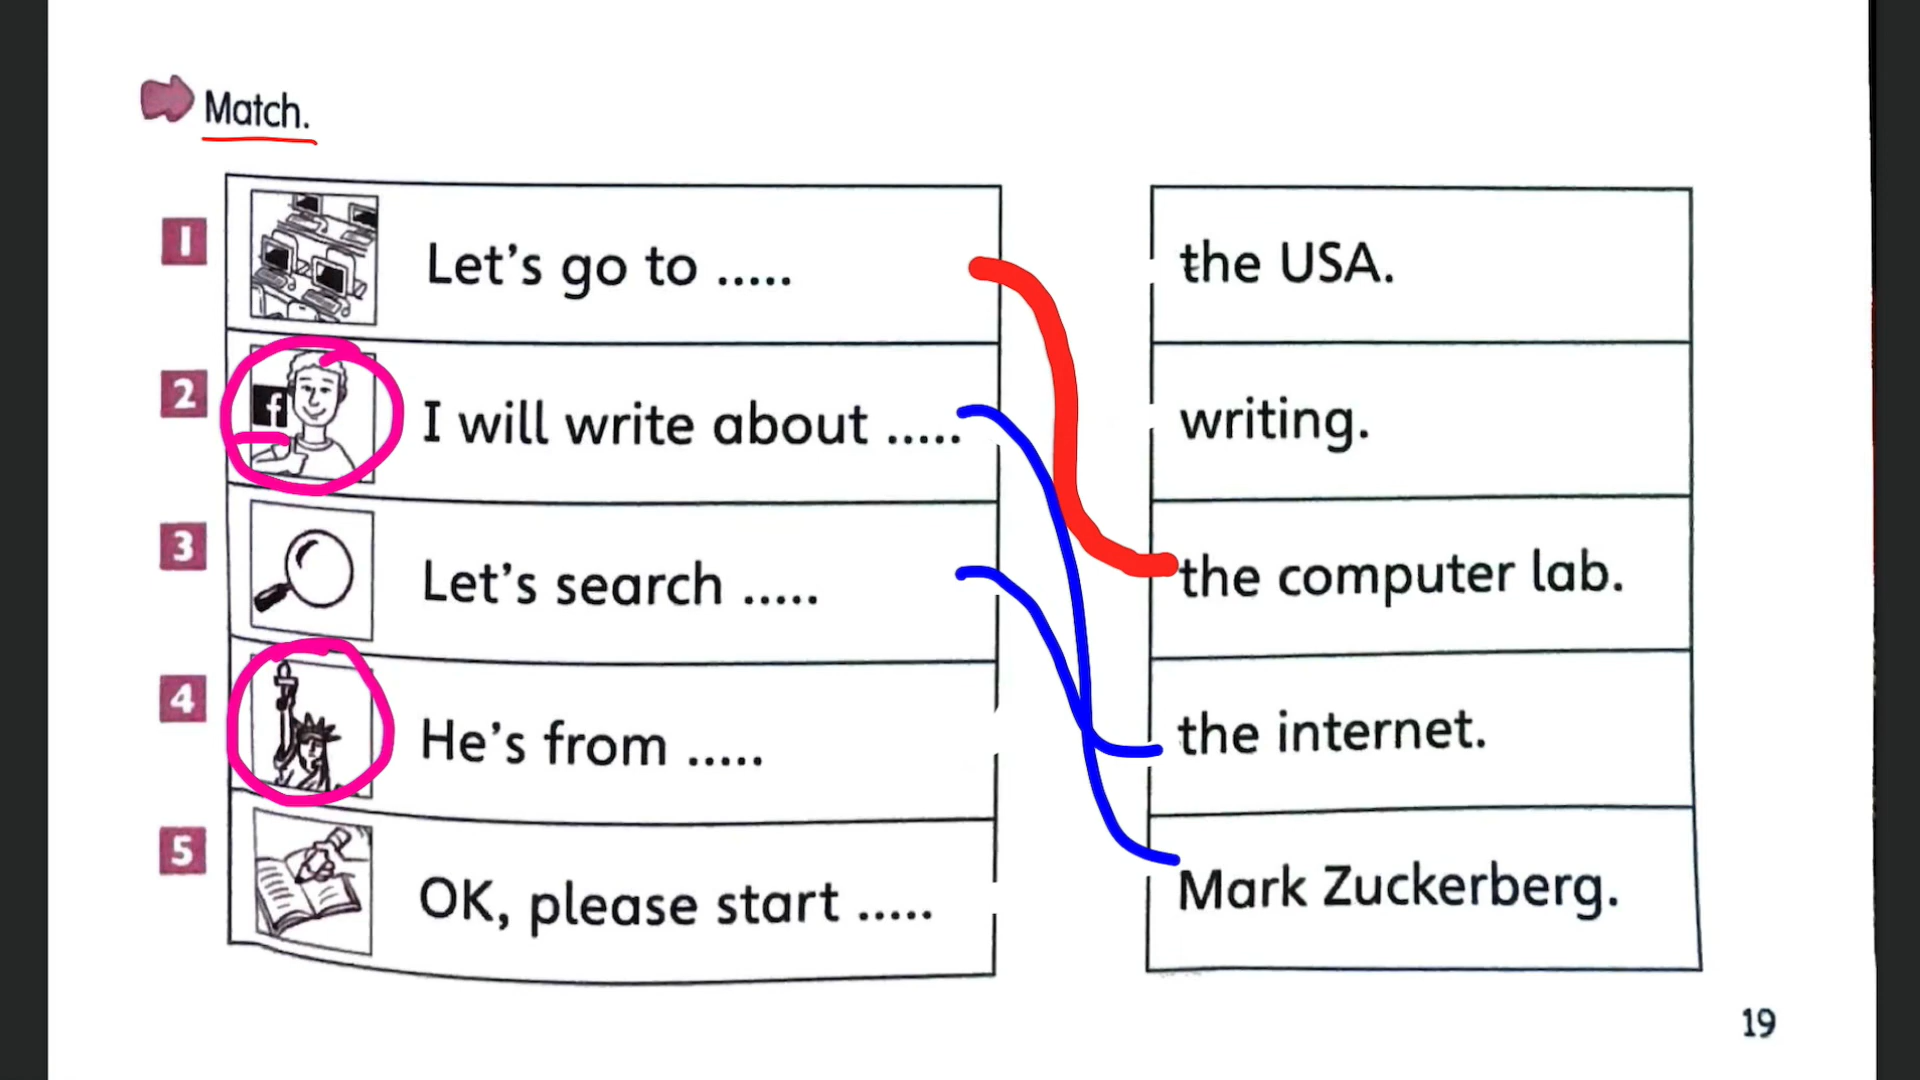 Match.
1 Let's go to ..... the USA.
2 f I will write about ..... writing.
3 Let's search ..... the computer lab.
4 He's from ..... the internet.
5 OK, please start ..... Mark Zuckerberg.
19